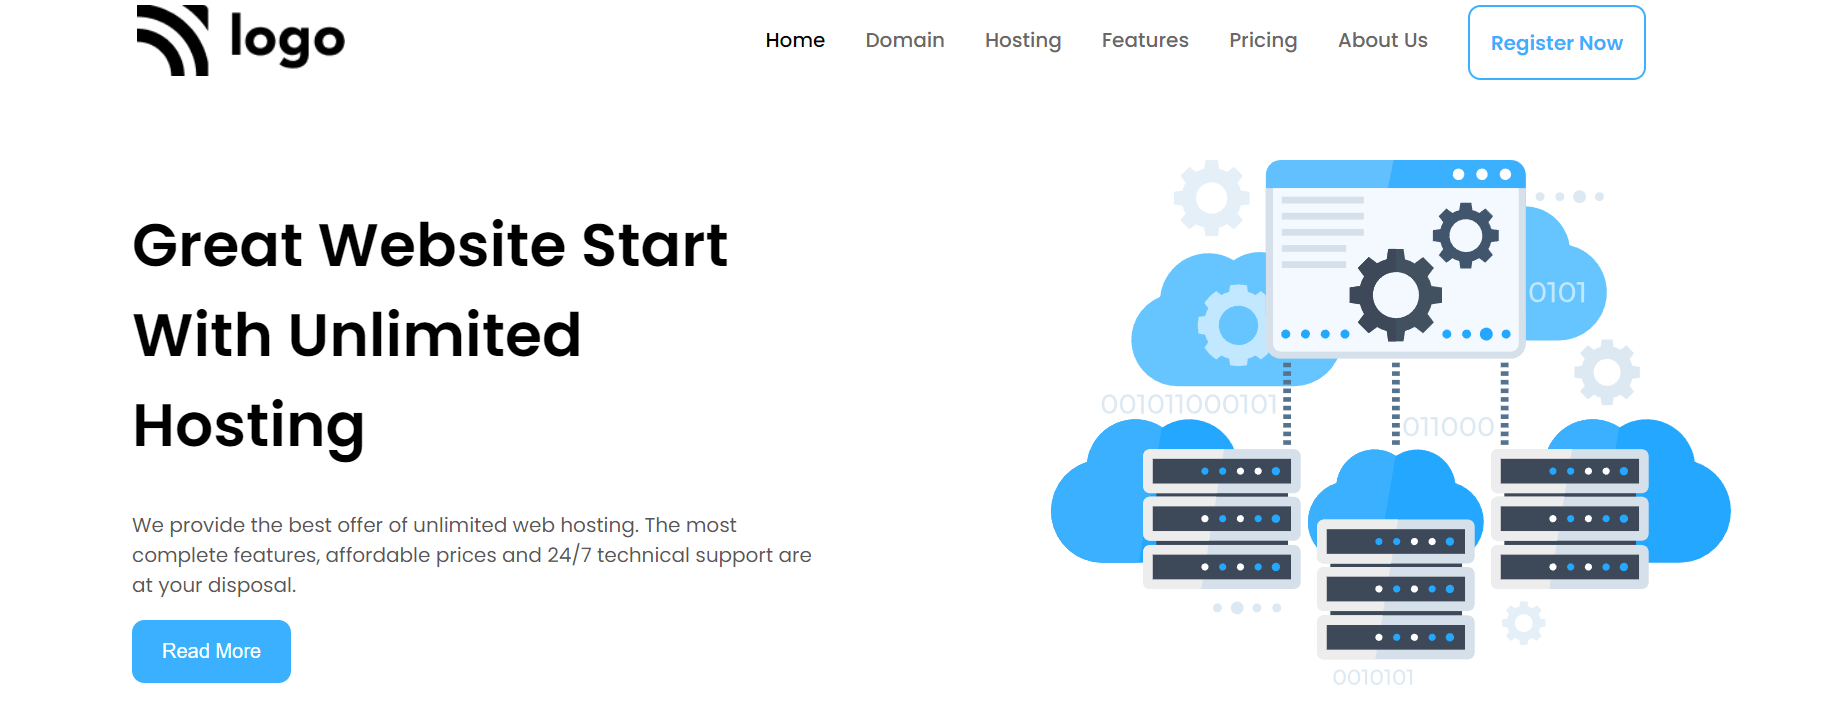 logo
Home Domain Hosting Features Pricing About Us Register Now
Great Website Start
With Unlimited
Hosting
We provide the best offer of unlimited web hosting. The most
complete features, affordable prices and 24/7 technical support are
at your disposal.
Read More
0101
001011000101
011000
0010101